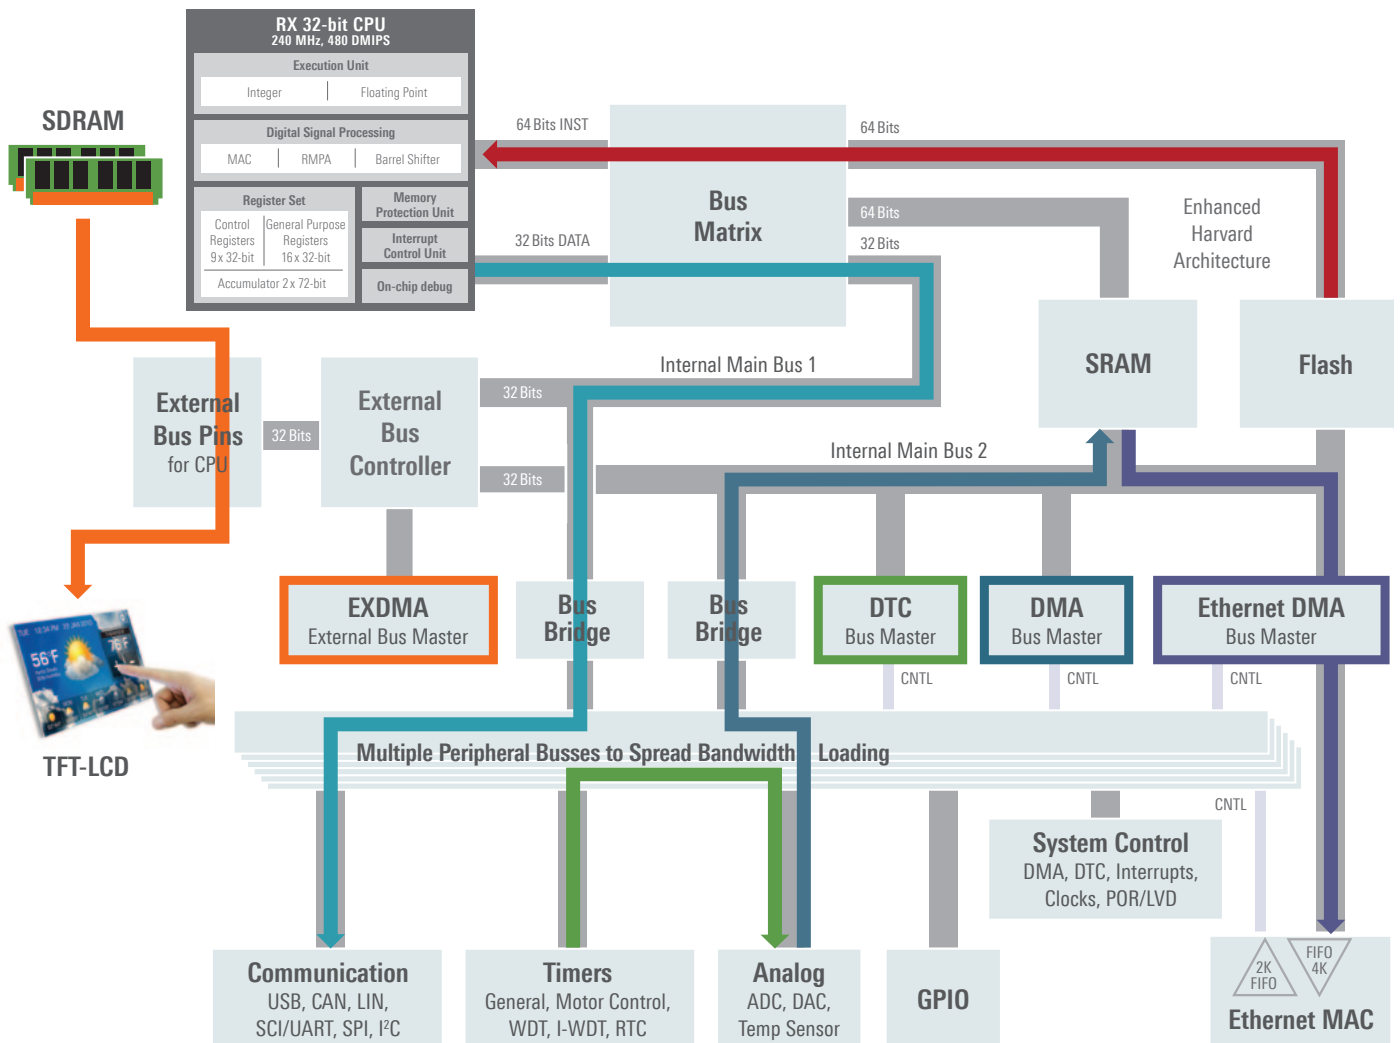 RX 32-bit CPU
240 MHz, 480 DMIPS
Execution Unit
Integer
Floating Point
Digital Signal Processing
MAC
RMPA
Barrel Shifter
Register Set
Control
Registers
9 x 32-bit
General Purpose
Registers
16 x 32-bit
Accumulator 2 x 72-bit
Memory
Protection Unit
Interrupt
Control Unit
On-chip debug
SDRAM
64 Bits INST
32 Bits DATA
Bus
Matrix
64 Bits
64 Bits
32 Bits
Enhanced
Harvard
Architecture
SRAM
Flash
Internal Main Bus 1
Internal Main Bus 2
External
Bus Pins
for CPU
32 Bits
External
Bus
Controller
32 Bits
32 Bits
EXDMA
External Bus Master
Bus
Bridge
Bus
Bridge
DTC
Bus Master
DMA
Bus Master
Ethernet DMA
Bus Master
CNTL
CNTL
CNTL
56°F
76°F
TFT-LCD
Multiple Peripheral Busses to Spread Bandwidth Loading
CNTL
System Control
DMA, DTC, Interrupts,
Clocks, POR/LVD
Communication
USB, CAN, LIN,
SCI/UART, SPI, I²C
Timers
General, Motor Control,
WDT, I-WDT, RTC
Analog
ADC, DAC,
Temp Sensor
GPIO
2K
FIFO
FIFO
4K
Ethernet MAC